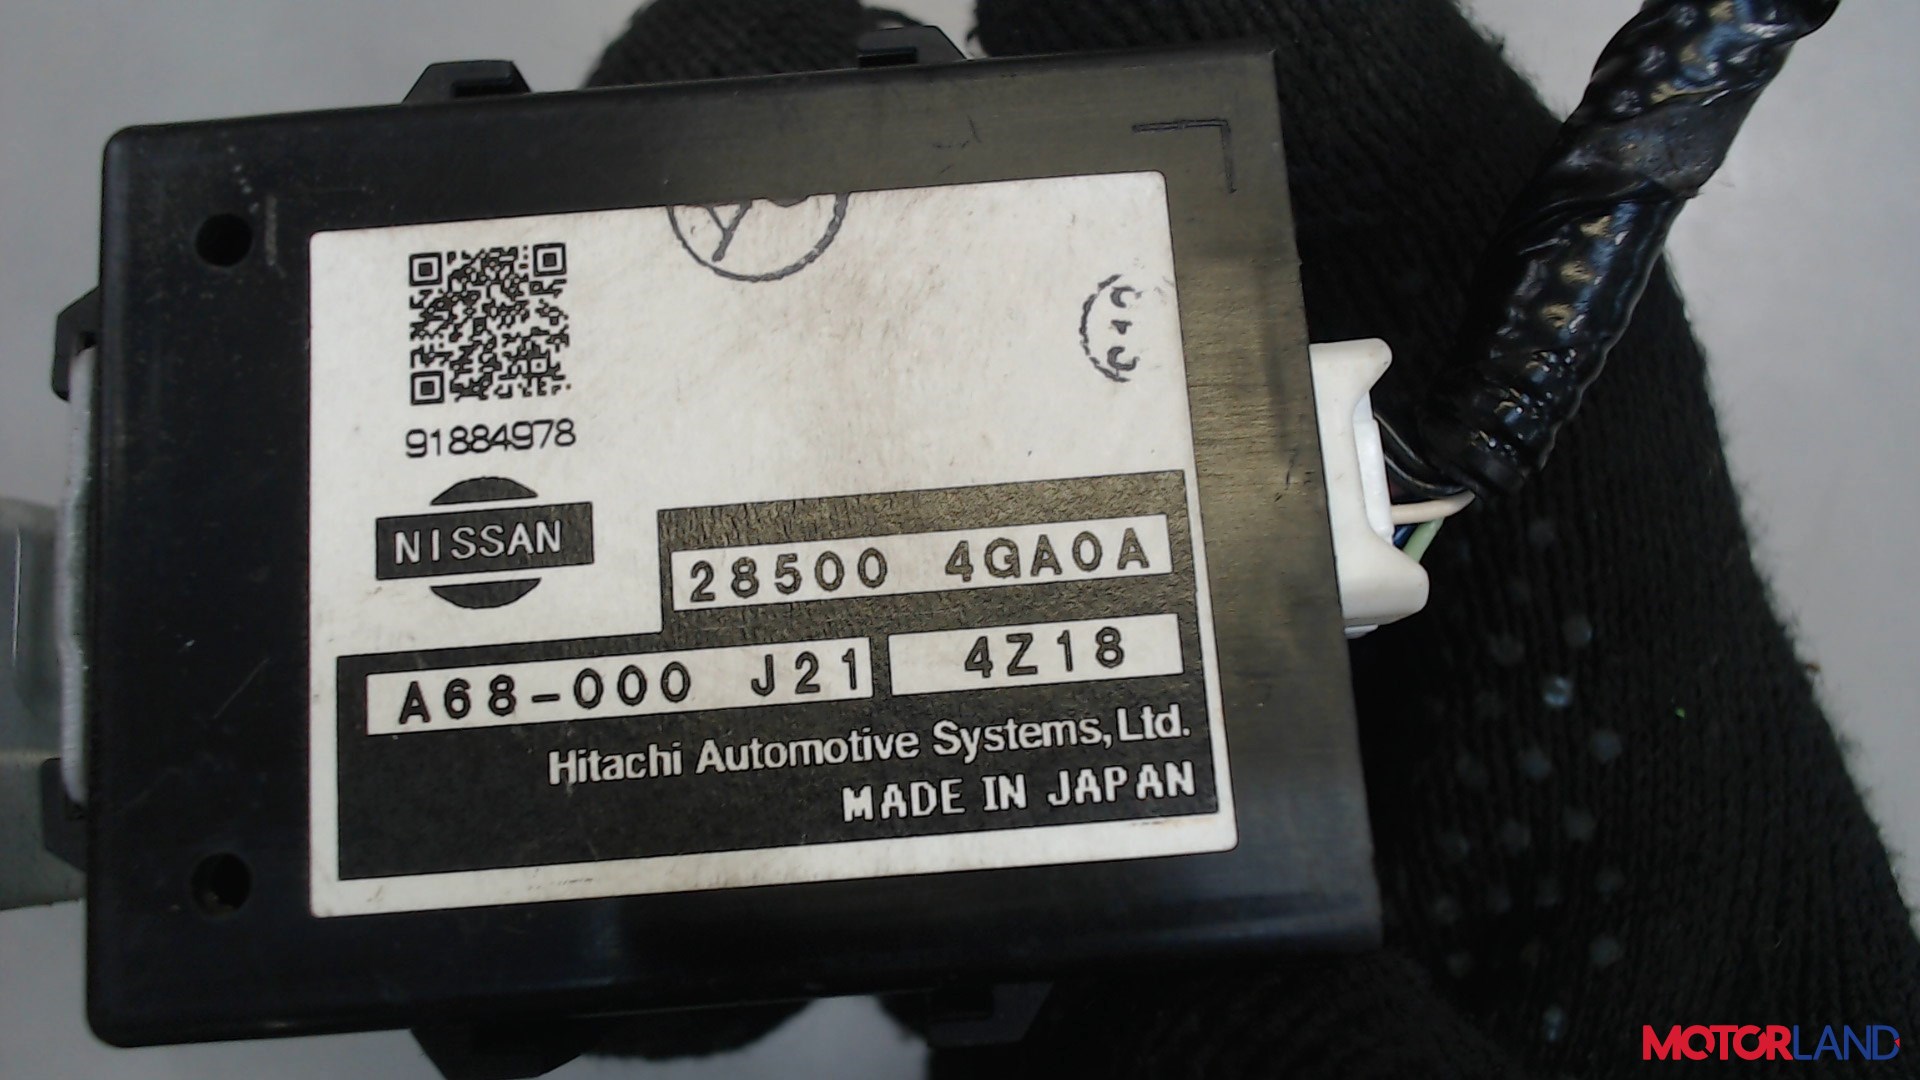 91884978
NISSAN
28500 4GA0A
A68-000 J21
4Z18
Hitachi Automotive Systems, Ltd.
MADE IN JAPAN
MOTORLAND